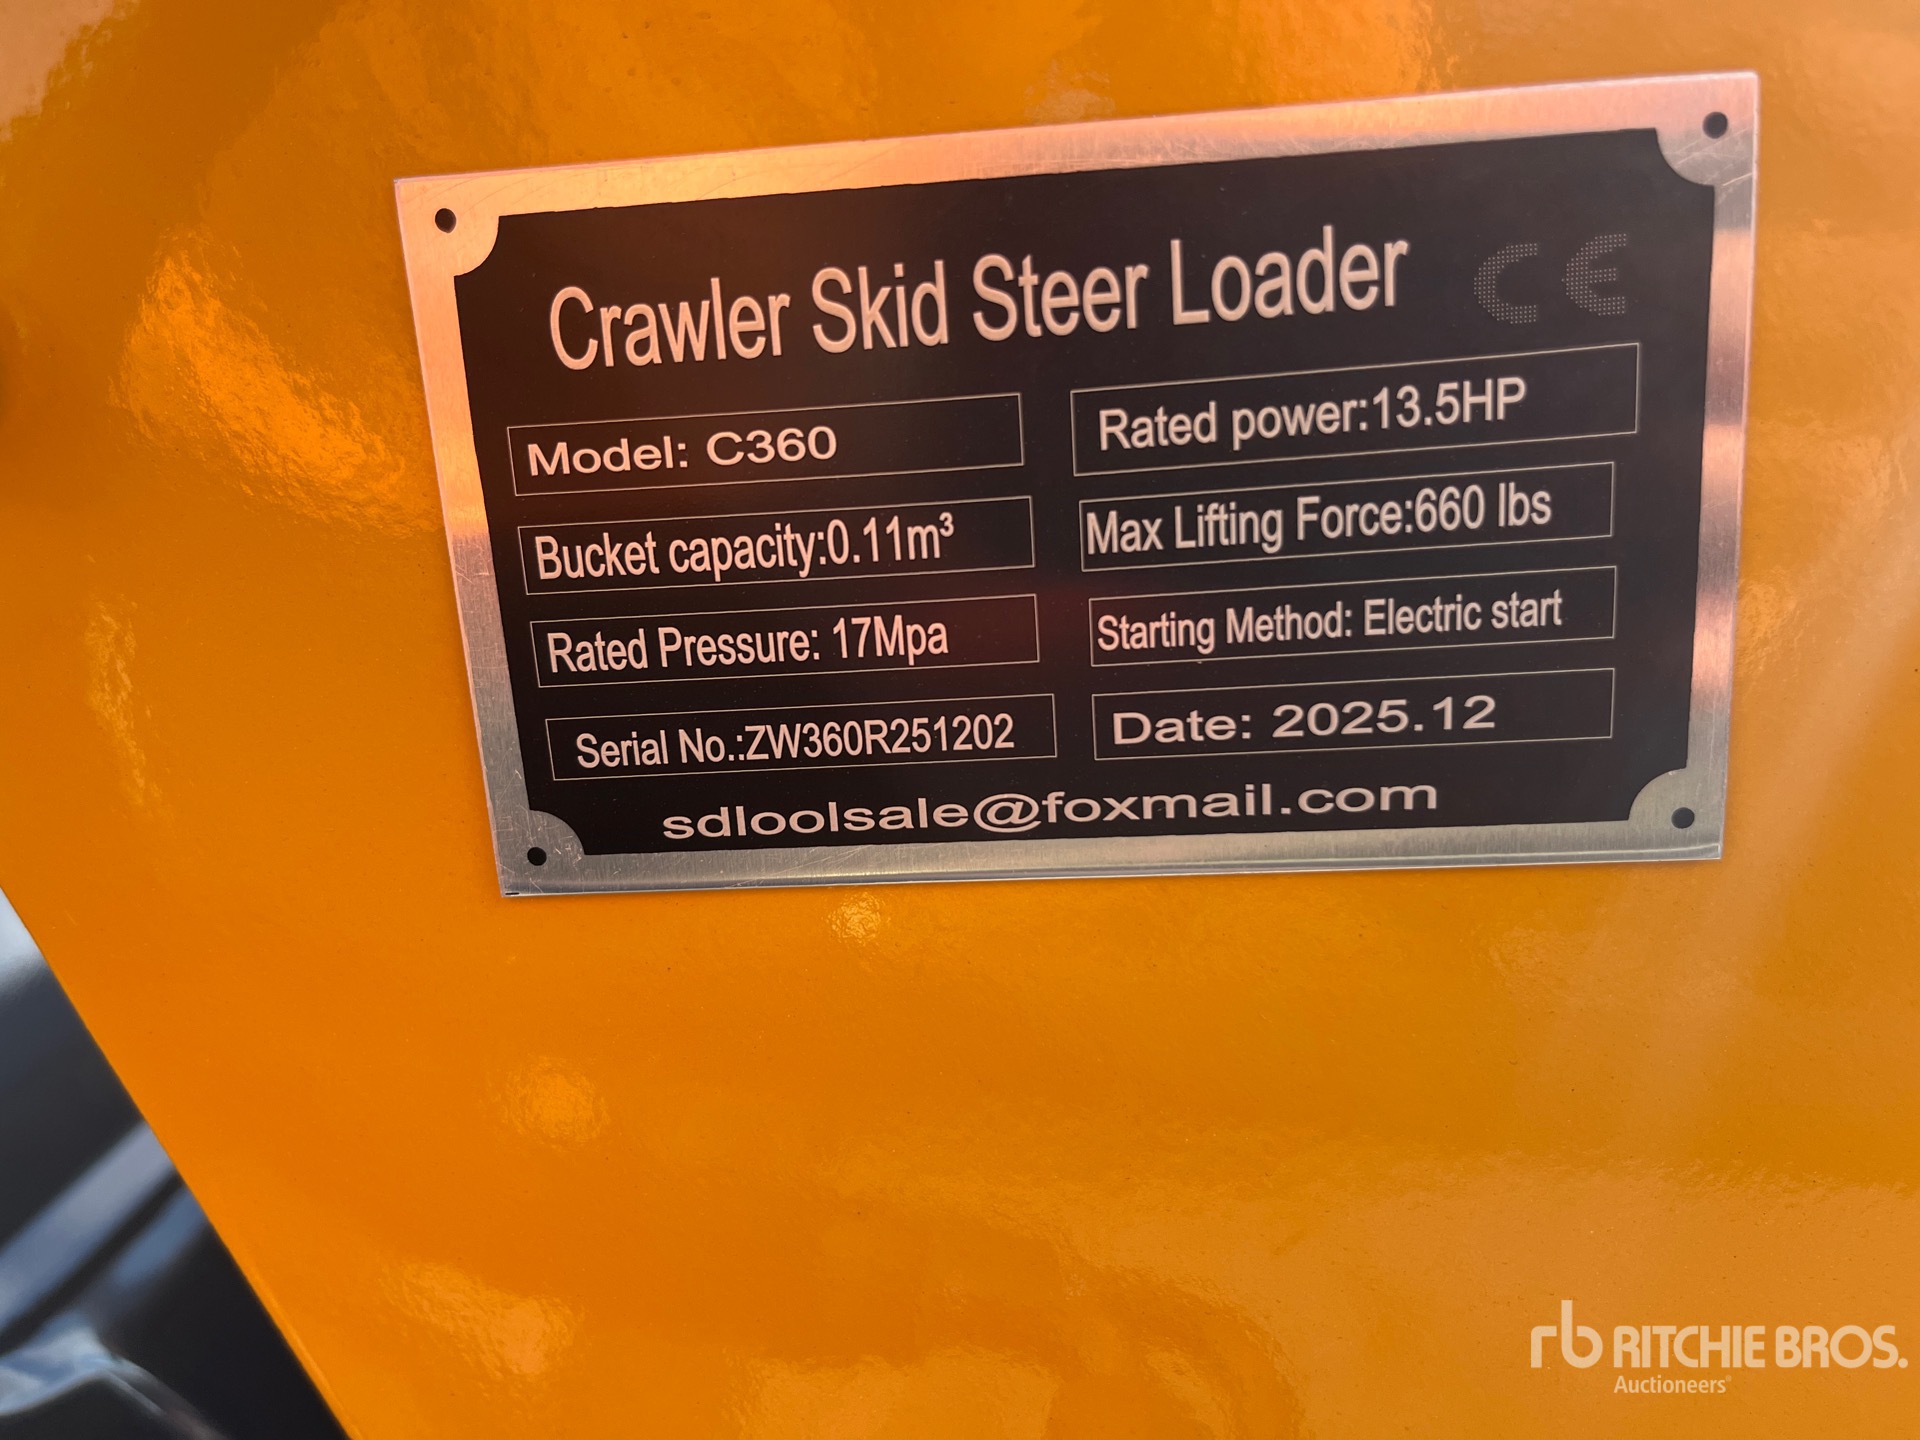 Crawler Skid Steer Loader CE
Model: C360
Rated power:13.5HP
Bucket capacity:0.11m³
Max Lifting Force:660 lbs
Rated Pressure: 17Mpa
Starting Method: Electric start
Serial No.:ZW360R251202
Date: 2025.12
sdloolsale@foxmail.com
rb RITCHIE BROS.
Auctioneers®